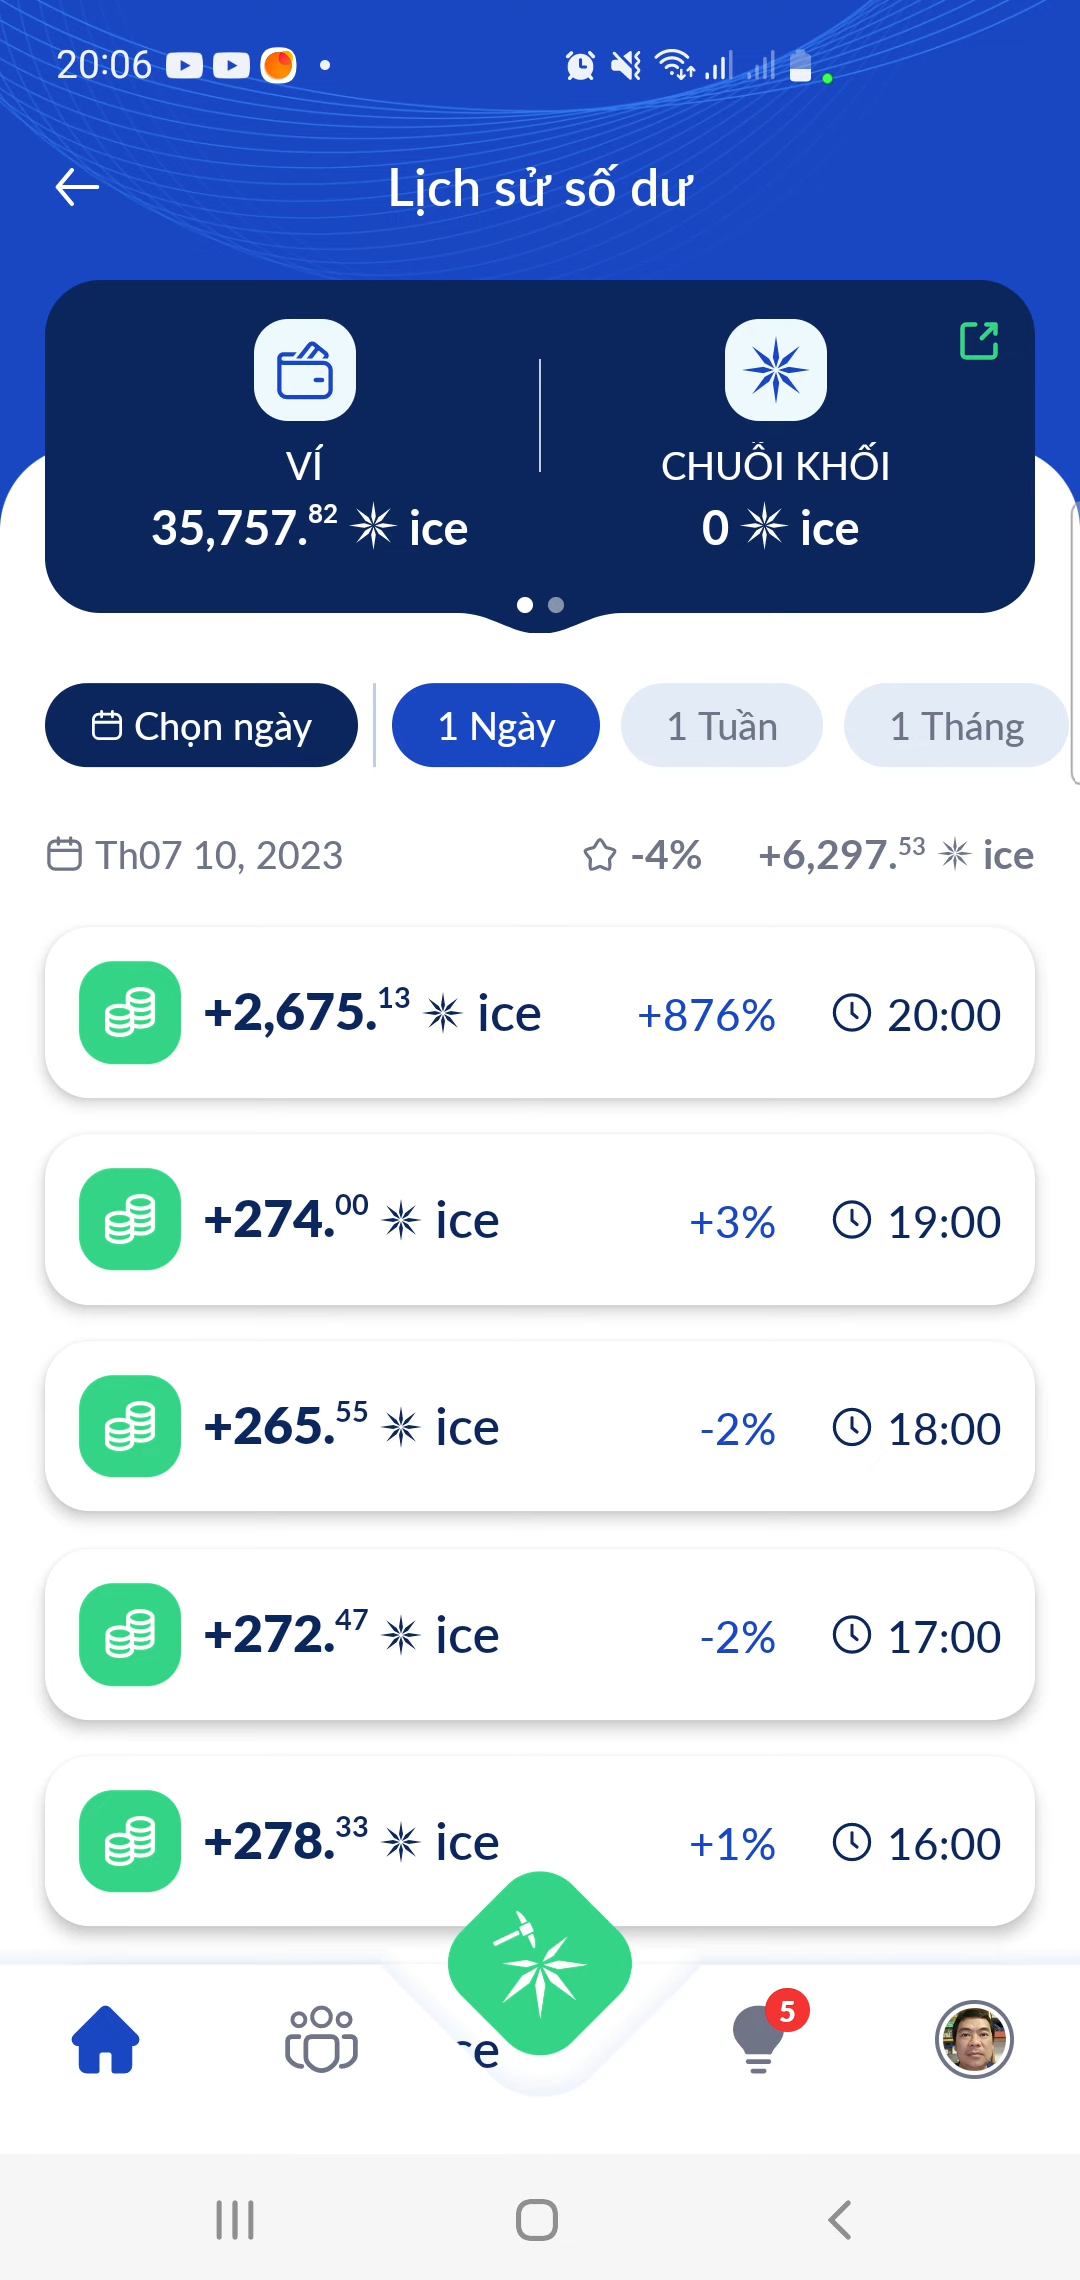 20:06
Lịch sử số dư
VÍ
35,757.82 ice
CHUỖI KHỐI
0 ice
Chọn ngày
1 Ngày
1 Tuần
1 Tháng
Th07 10, 2023
-4%
+6,297.53 ice
+2,675.13 ice +876% 20:00
+274.00 ice +3% 19:00
+265.55 ice -2% 18:00
+272.47 ice -2% 17:00
+278.33 ice +1% 16:00
5